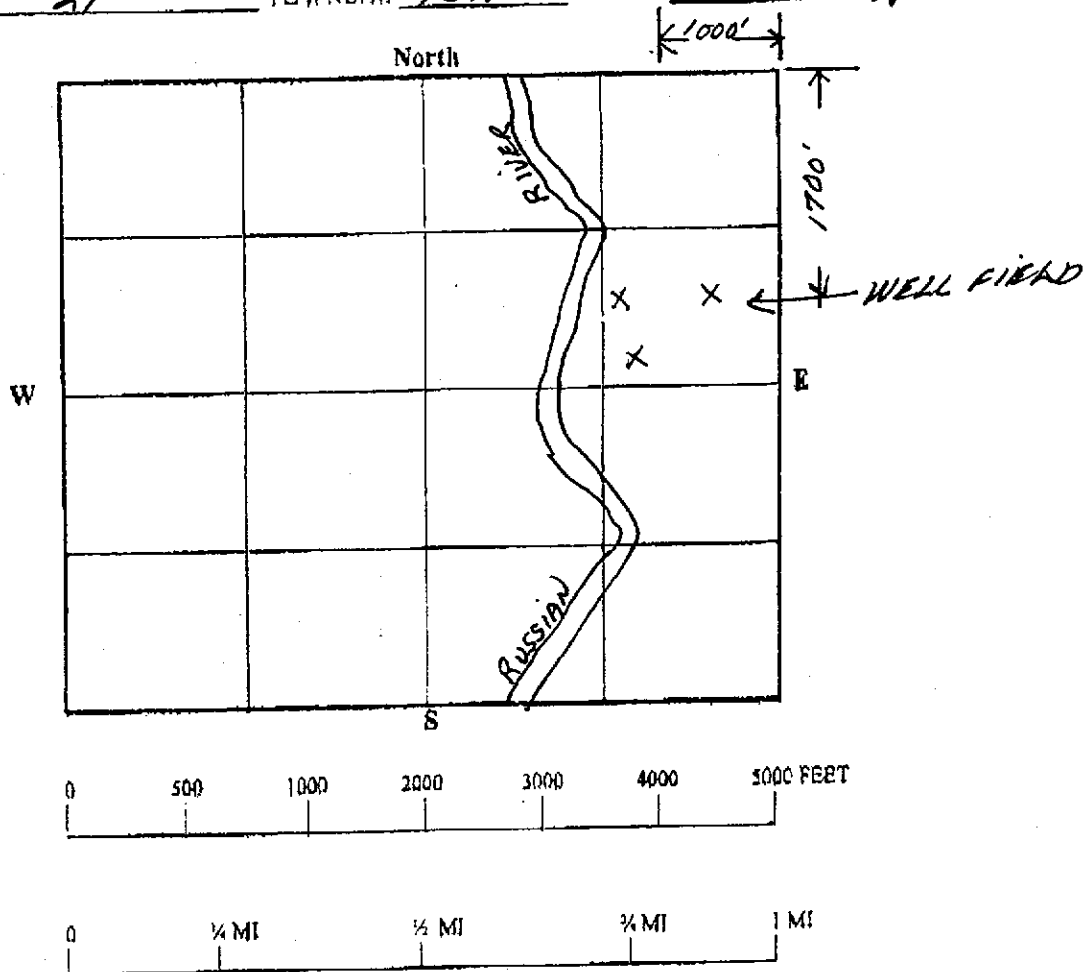 1000'
North
RIVER
1700'
WELL FIELD
W
E
RUSSIAN
S
0 500 1000 2000 3000 4000 5000 FEET
0 ¼ MI ½ MI ¾ MI 1 MI